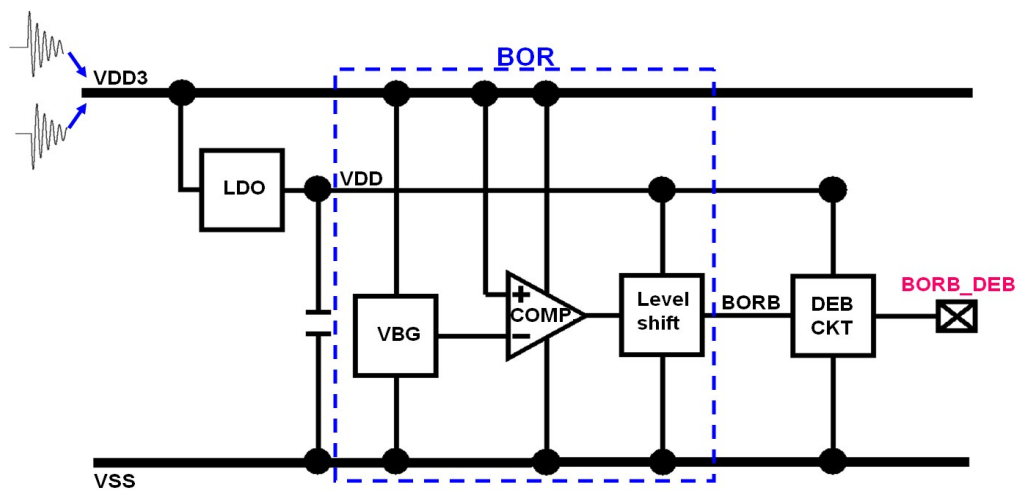 BOR
VDD3
LDO
VDD
VBG
+
COMP
−
Level
shift
BORB
DEB
CKT
BORB_DEB
VSS